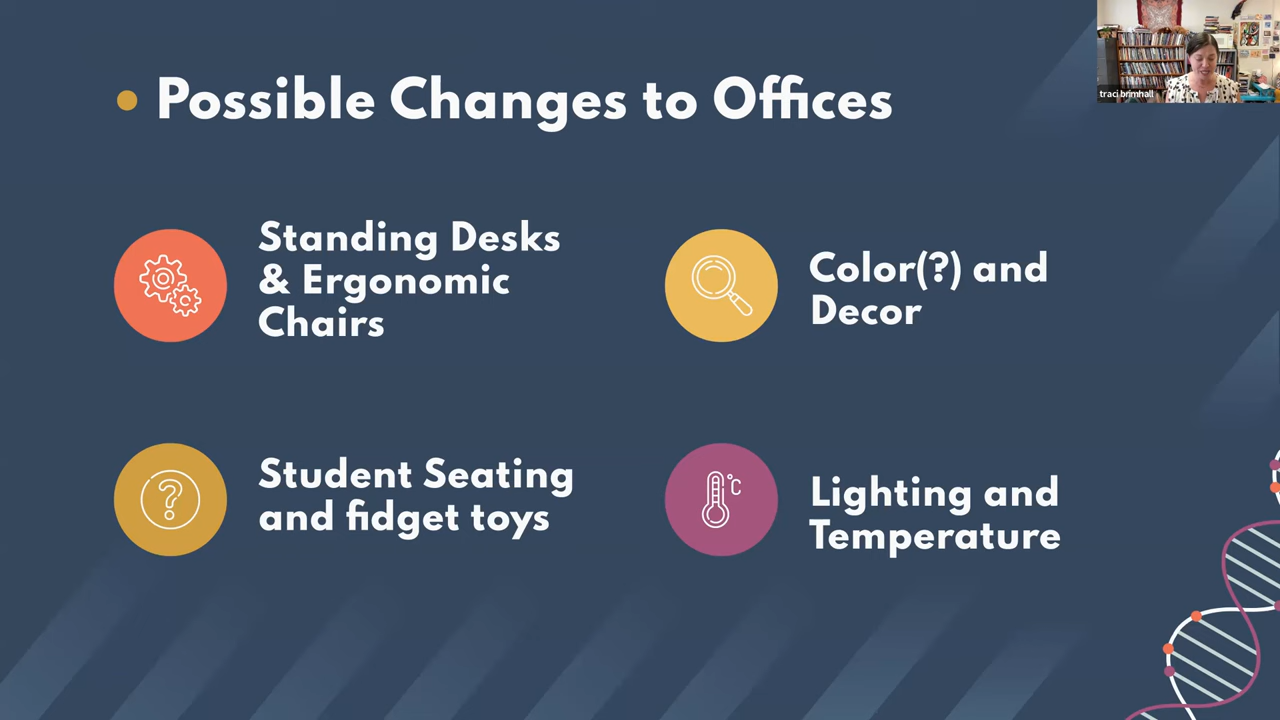 Possible Changes to Offices
traci brimhall
Standing Desks
& Ergonomic
Chairs
Color(?) and
Decor
?
Student Seating
and fidget toys
°C
Lighting and
Temperature